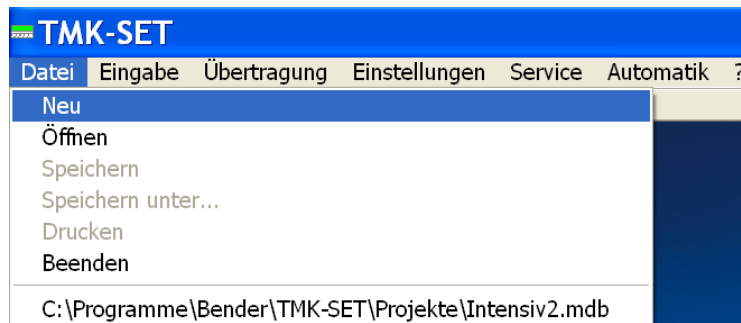 TMK-SET
Datei Eingabe Übertragung Einstellungen Service Automatik ?
Neu
Öffnen
Speichern
Speichern unter...
Drucken
Beenden
C:\Programme\Bender\TMK-SET\Projekte\Intensiv2.mdb